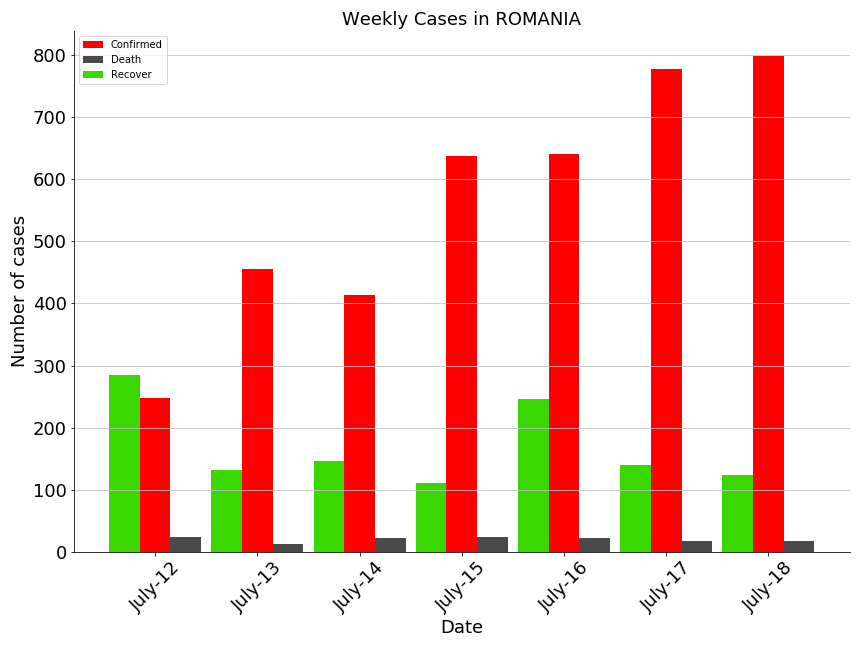 Weekly Cases in ROMANIA
Confirmed
Death
Recover
Number of cases
800
700
600
500
400
300
200
100
0
July-12
July-13
July-14
July-15
July-16
July-17
July-18
Date